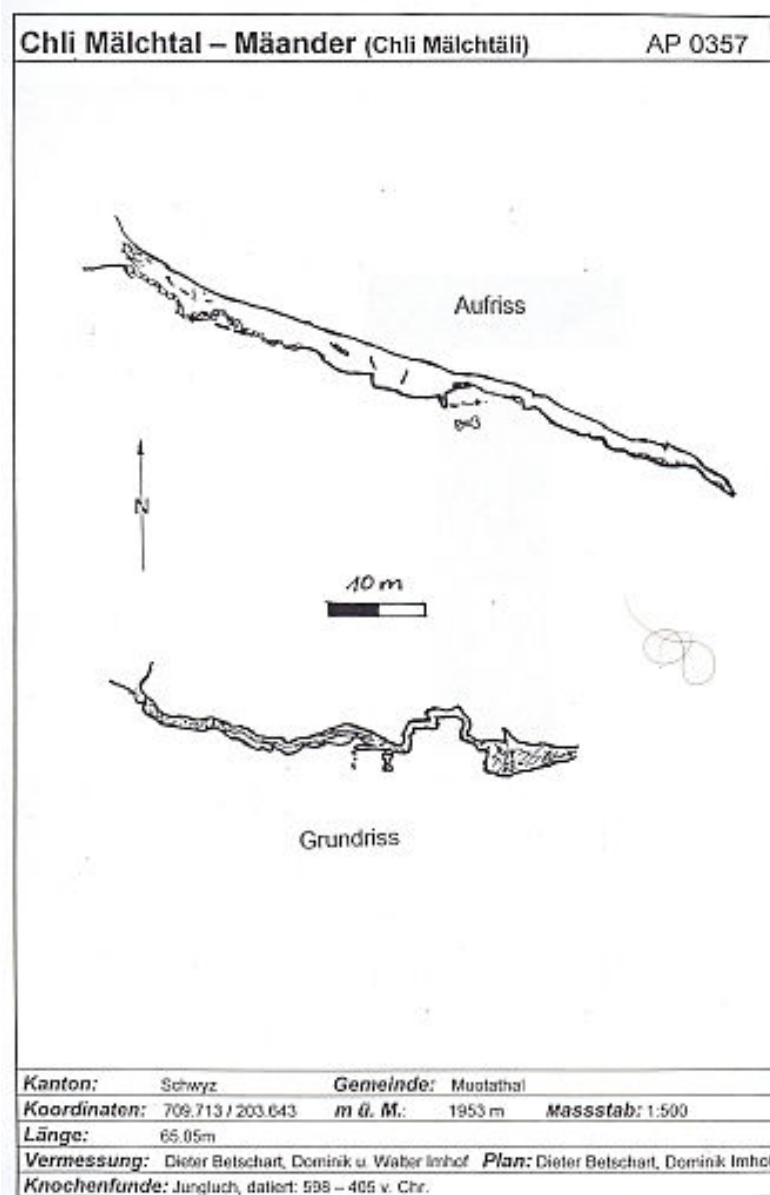 Chli Mälchtal – Mäander (Chli Mälchtäli) AP 0357
Aufriss
N
10 m
Grundriss
Kanton: Schwyz Gemeinde: Muotathal
Koordinaten: 709.713 / 203.643 m ü. M.: 1953 m Massstab: 1:500
Länge: 65.05m
Vermessung: Dieter Betschart, Dominik u. Walter Imhof Plan: Dieter Betschart, Dominik Imhof
Knochenfunde: Jungluch, datiert: 598 – 405 v. Chr.